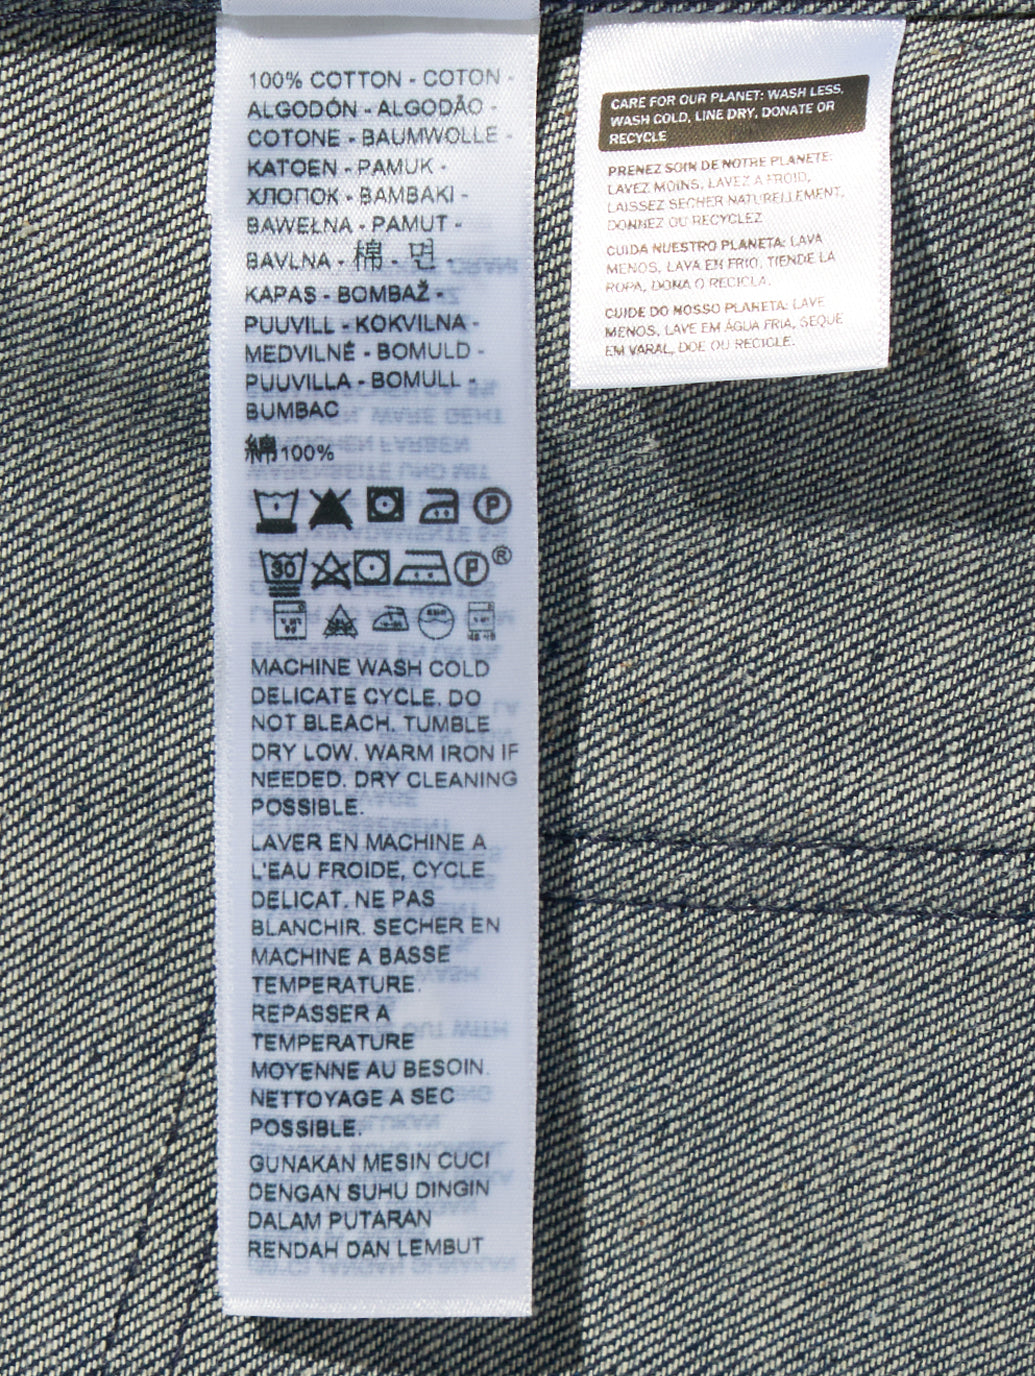 100% COTTON - COTON -
ALGODÓN - ALGODÃO -
COTONE - BAUMWOLLE -
KATOEN - PAMUK -
ХЛОПОК - BAMBAKI -
BAWEŁNA - PAMUT -
BAVLNA - 棉 - 면 -
KAPAS - BOMBAŽ -
PUUVILL - KOKVILNA -
MEDVILNĖ - BOMULD -
PUUVILLA - BOMULL -
BUMBAC
綿100%
P
30 P ®
MACHINE WASH COLD
DELICATE CYCLE. DO
NOT BLEACH. TUMBLE
DRY LOW. WARM IRON IF
NEEDED. DRY CLEANING
POSSIBLE.
LAVER EN MACHINE A
L'EAU FROIDE, CYCLE
DELICAT. NE PAS
BLANCHIR. SECHER EN
MACHINE A BASSE
TEMPERATURE.
REPASSER A
TEMPERATURE
MOYENNE AU BESOIN.
NETTOYAGE A SEC
POSSIBLE.
GUNAKAN MESIN CUCI
DENGAN SUHU DINGIN
DALAM PUTARAN
RENDAH DAN LEMBUT
CARE FOR OUR PLANET: WASH LESS,
WASH COLD, LINE DRY, DONATE OR
RECYCLE
PRENEZ SOIN DE NOTRE PLANETE:
LAVEZ MOINS, LAVEZ A FROID,
LAISSEZ SECHER NATURELLEMENT,
DONNEZ OU RECYCLEZ
CUIDA NUESTRO PLANETA: LAVA
MENOS, LAVA EN FRIO, TIENDE LA
ROPA, DONA O RECICLA.
CUIDE DO NOSSO PLANETA: LAVE
MENOS, LAVE EM ÁGUA FRIA, SEQUE
EM VARAL, DOE OU RECICLE.